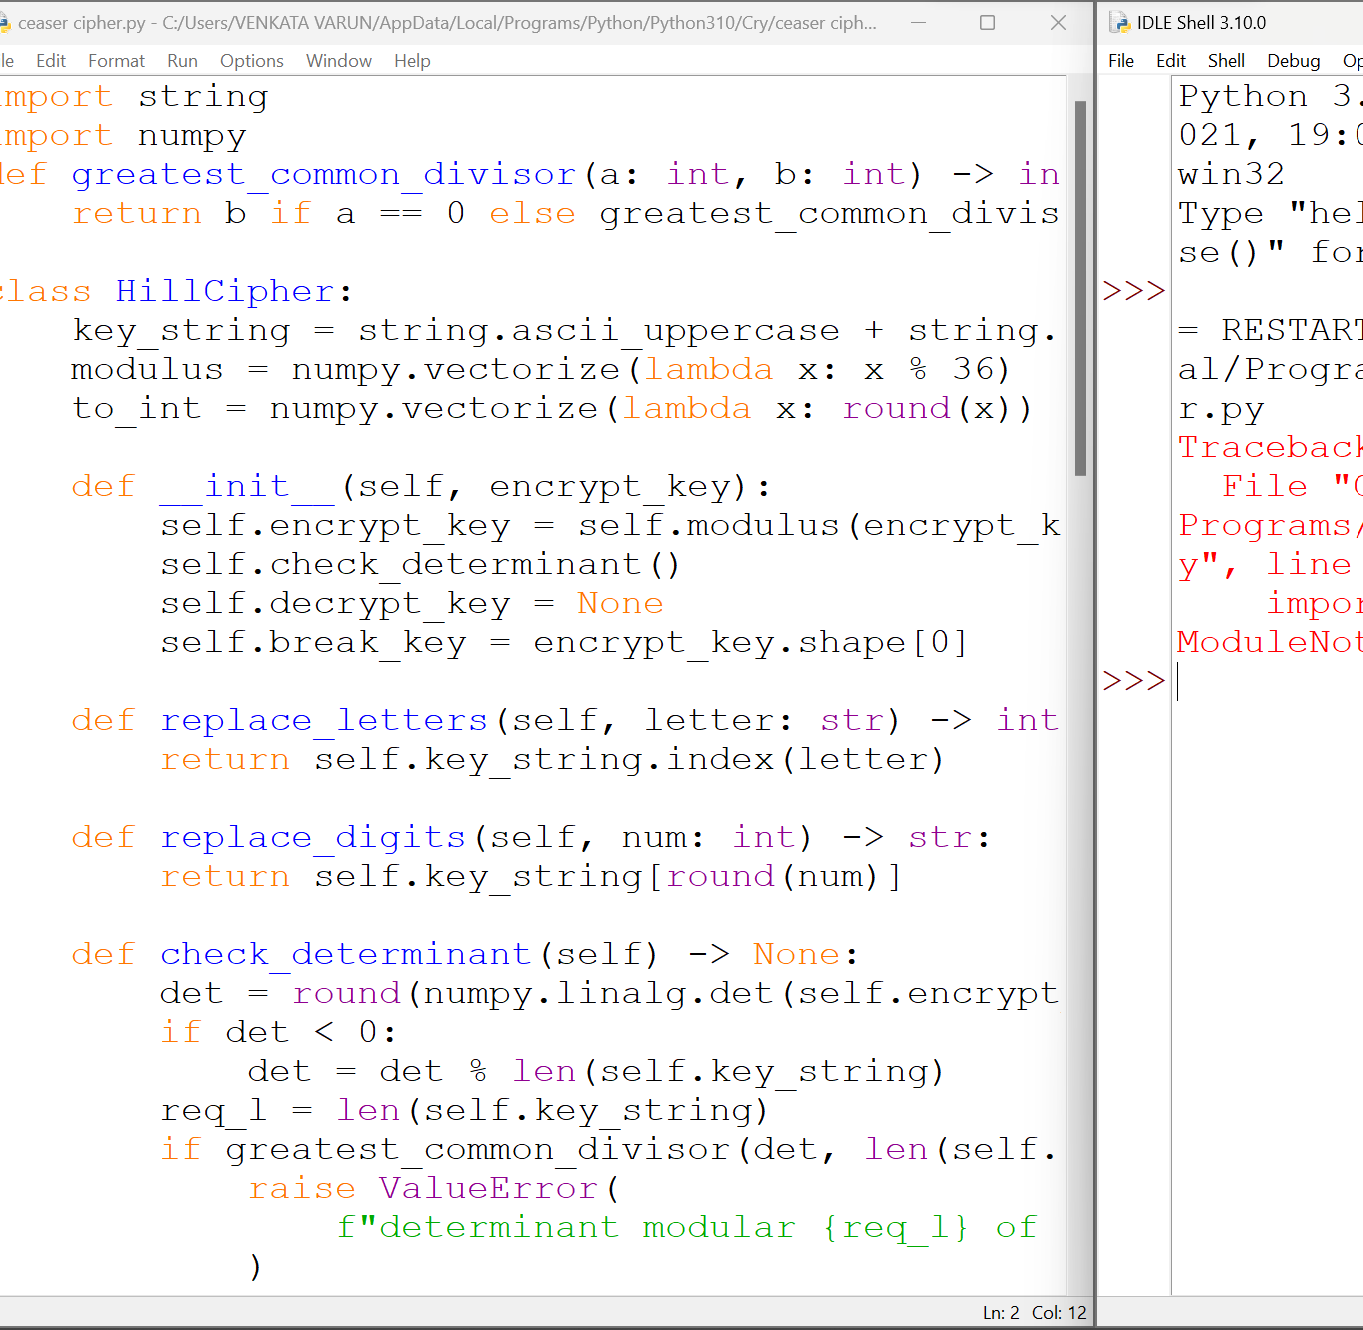 ceaser cipher.py - C:/Users/VENKATA VARUN/AppData/Local/Programs/Python/Python310/Cry/ceaser ciph...
le Edit Format Run Options Window Help
mport string
mport numpy
def greatest_common_divisor(a: int, b: int) -> in
return b if a == 0 else greatest_common_divis
class HillCipher:
key_string = string.ascii_uppercase + string.
modulus = numpy.vectorize(lambda x: x % 36)
to_int = numpy.vectorize(lambda x: round(x))
def __init__(self, encrypt_key):
self.encrypt_key = self.modulus(encrypt_k
self.check_determinant()
self.decrypt_key = None
self.break_key = encrypt_key.shape[0]
def replace_letters(self, letter: str) -> int
return self.key_string.index(letter)
def replace_digits(self, num: int) -> str:
return self.key_string[round(num)]
def check_determinant(self) -> None:
det = round(numpy.linalg.det(self.encrypt
if det < 0:
det = det % len(self.key_string)
req_l = len(self.key_string)
if greatest_common_divisor(det, len(self.
raise ValueError(
f"determinant modular {req_l} of
)
Ln: 2 Col: 12
IDLE Shell 3.10.0
File Edit Shell Debug Op
Python 3.
021, 19:0
win32
Type "hel
se()" for
>>>
= RESTART
al/Progra
r.py
Traceback
File "C
Programs/
y", line
impor
ModuleNot
>>>